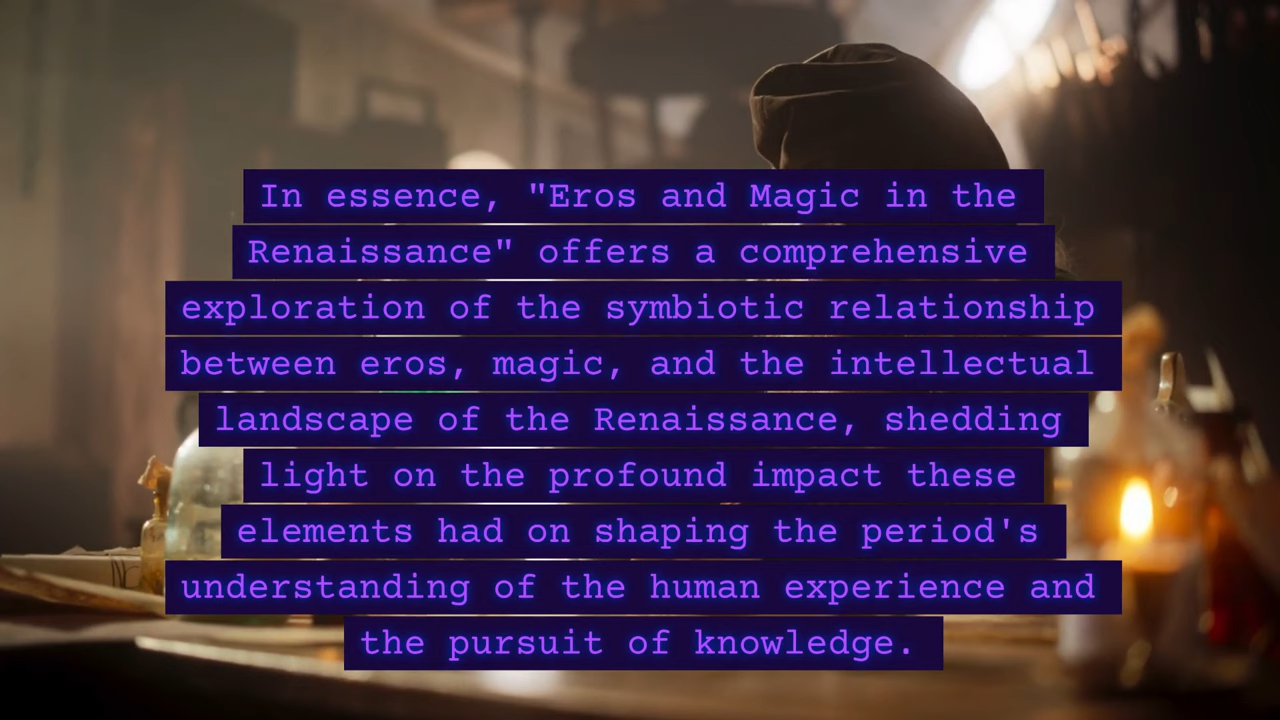 In essence, "Eros and Magic in the
Renaissance" offers a comprehensive
exploration of the symbiotic relationship
between eros, magic, and the intellectual
landscape of the Renaissance, shedding
light on the profound impact these
elements had on shaping the period's
understanding of the human experience and
the pursuit of knowledge.